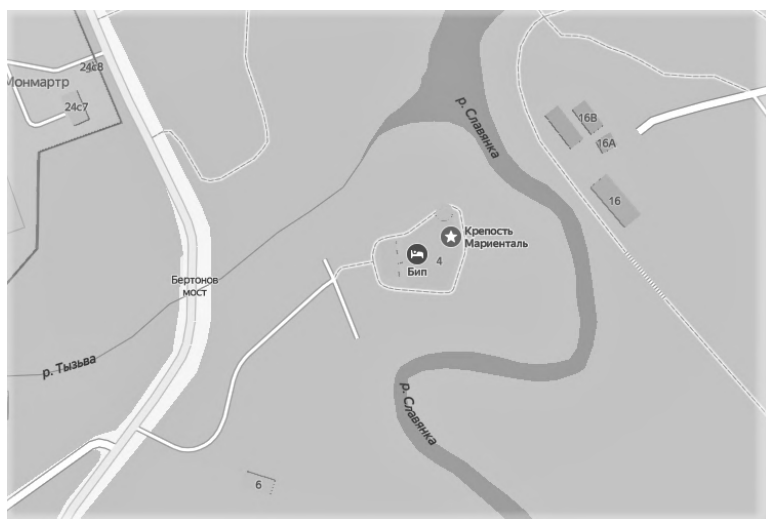 24с8
Монмартр
24с7
р. Славянка
16В
16А
16
Крепость
Мариенталь
4
Бип
Бертонов
мост
р. Тызьва
р. Славянка
6